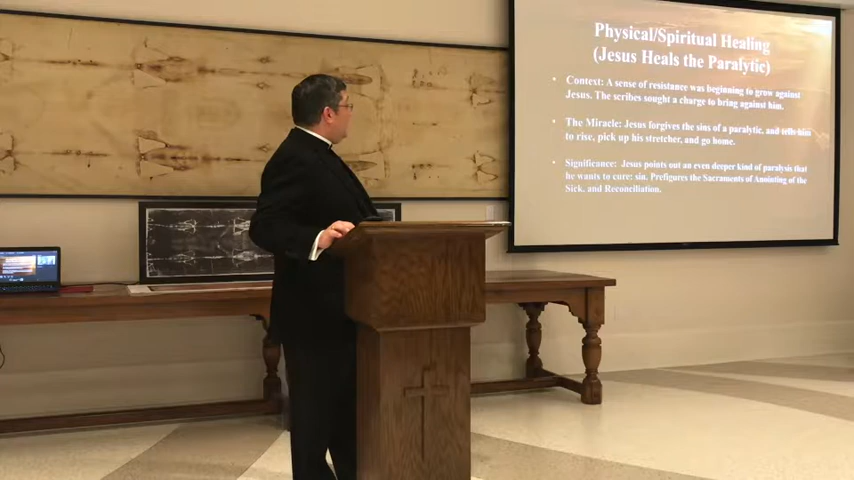 Physical/Spiritual Healing
(Jesus Heals the Paralytic)
• Context: A sense of resistance was beginning to grow against
Jesus. The scribes sought a charge to bring against him.
• The Miracle: Jesus forgives the sins of a paralytic, and tells him
to rise, pick up his stretcher, and go home.
• Significance: Jesus points out an even deeper kind of paralysis that
he wants to cure: sin. Prefigures the Sacraments of Anointing of the
Sick, and Reconciliation.